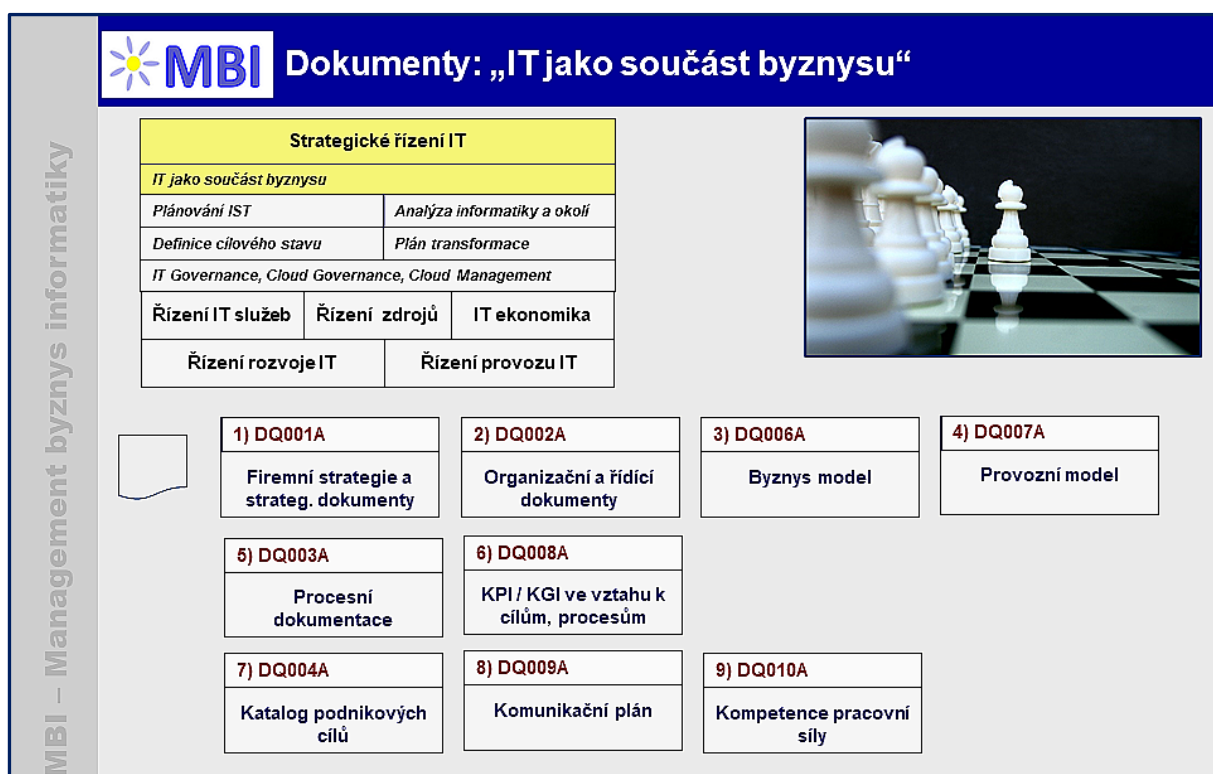 MBI
Dokumenty: „IT jako součást byznysu“
MBI – Management byznys informatiky
Strategické řízení IT
IT jako součást byznysu
Plánování IST
Analýza informatiky a okolí
Definice cílového stavu
Plán transformace
IT Governance, Cloud Governance, Cloud Management
Řízení IT služeb
Řízení zdrojů
IT ekonomika
Řízení rozvoje IT
Řízení provozu IT
1) DQ001A
Firemní strategie a
strateg. dokumenty
2) DQ002A
Organizační a řídící
dokumenty
3) DQ006A
Byznys model
4) DQ007A
Provozní model
5) DQ003A
Procesní
dokumentace
6) DQ008A
KPI / KGI ve vztahu k
cílům, procesům
7) DQ004A
Katalog podnikových
cílů
8) DQ009A
Komunikační plán
9) DQ010A
Kompetence pracovní
síly